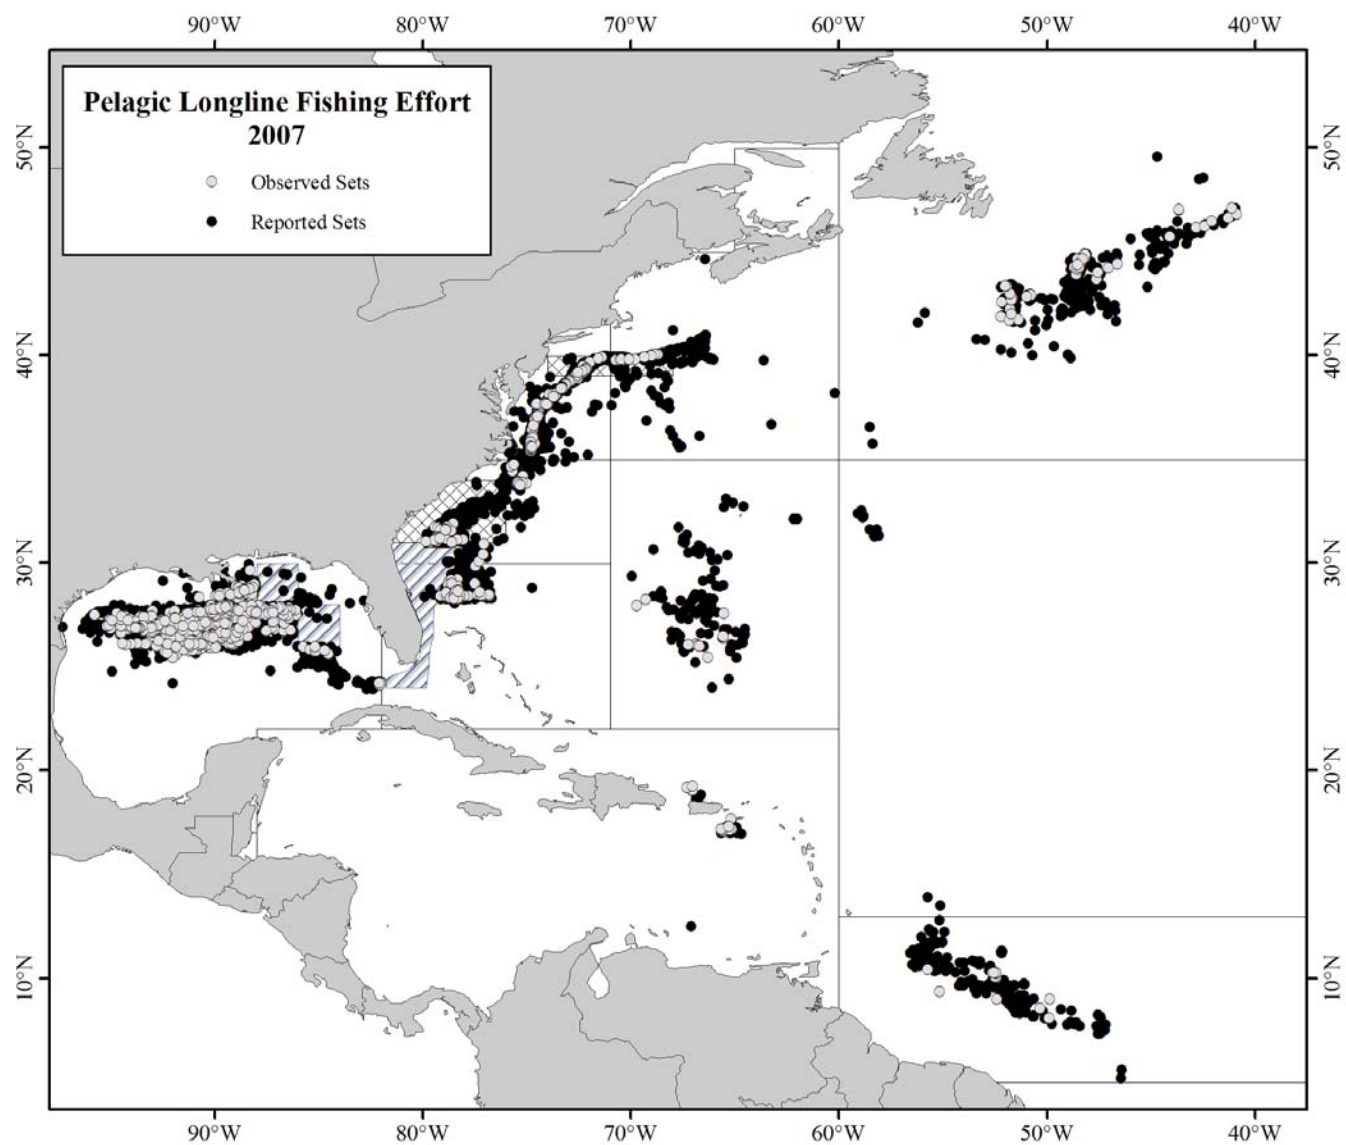 90°W 80°W 70°W 60°W 50°W 40°W
Pelagic Longline Fishing Effort
2007
Observed Sets
Reported Sets
50°N 50°N
40°N 40°N
30°N 30°N
20°N 20°N
10°N 10°N
90°W 80°W 70°W 60°W 50°W 40°W